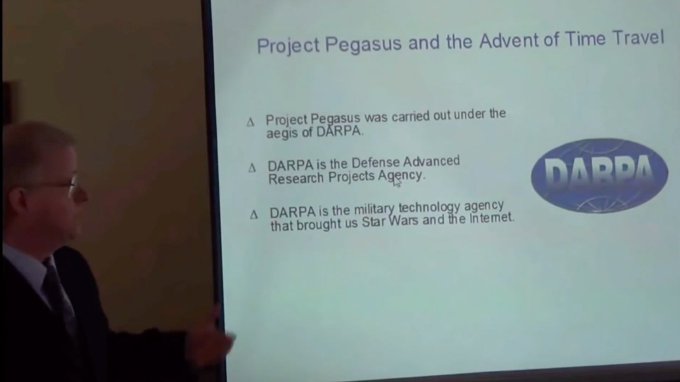 Project Pegasus and the Advent of Time Travel
Δ Project Pegasus was carried out under the
aegis of DARPA.
Δ DARPA is the Defense Advanced
Research Projects Agency.
Δ DARPA is the military technology agency
that brought us Star Wars and the Internet.
DARPA